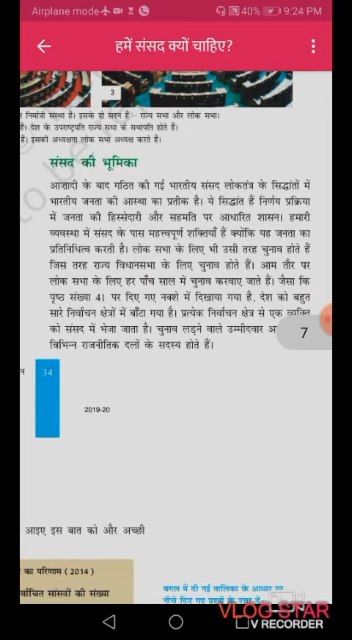 Airplane mode
40%
9:24 PM
हमें संसद क्यों चाहिए?
3
निर्मात्री संस्था है। इसके दो सदन हैं – राज्य सभा और लोक सभा।
हैं। देश के उपराष्ट्रपति राज्य सभा के सभापति होते हैं।
हैं। इसकी अध्यक्षता लोक सभा अध्यक्ष करते हैं।
संसद की भूमिका
आज़ादी के बाद गठित की गई भारतीय संसद लोकतंत्र के सिद्धांतों में
भारतीय जनता की आस्था का प्रतीक है। ये सिद्धांत हैं निर्णय प्रक्रिया
में जनता की हिस्सेदारी और सहमति पर आधारित शासन। हमारी
व्यवस्था में संसद के पास महत्त्वपूर्ण शक्तियाँ हैं क्योंकि यह जनता का
प्रतिनिधित्व करती है। लोक सभा के लिए भी उसी तरह चुनाव होते हैं
जिस तरह राज्य विधानसभा के लिए चुनाव होते हैं। आम तौर पर
लोक सभा के लिए हर पाँच साल में चुनाव करवाए जाते हैं। जैसा कि
पृष्ठ संख्या 41 पर दिए गए नक्शे में दिखाया गया है, देश को बहुत
सारे निर्वाचन क्षेत्रों में बाँटा गया है। प्रत्येक निर्वाचन क्षेत्र से एक व्यक्ति
को संसद में भेजा जाता है। चुनाव लड़ने वाले उम्मीदवार
विभिन्न राजनीतिक दलों के सदस्य होते हैं।
7
34
2019-20
आइए इस बात को और अच्छी
का परिणाम (2014)
सांसदों की संख्या
बगल में दी गई तालिका के आधार पर
नीचे दिए गए प्रश्नों के उत्तर दें-
VLOG STAR
V RECORDER